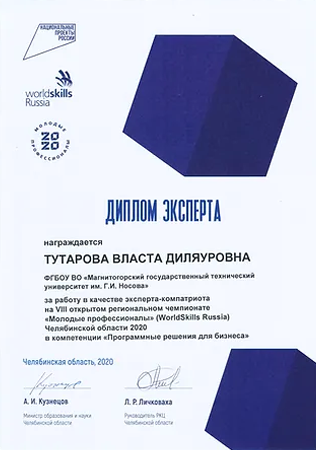 НАЦИОНАЛЬНЫЕ
ПРОЕКТЫ
РОССИИ
worldskills
Russia
МОЛОДЫЕ
2020
ПРОФЕССИОНАЛЫ
ДИПЛОМ ЭКСПЕРТА
награждается
ТУТАРОВА ВЛАСТА ДИЛЯУРОВНА
ФГБОУ ВО «Магнитогорский государственный технический
университет им. Г.И. Носова»
за работу в качестве эксперта-компатриота
на VIII открытом региональном чемпионате
«Молодые профессионалы» (WorldSkills Russia)
Челябинской области 2020
в компетенции «Программные решения для бизнеса»
Челябинская область, 2020
А. И. Кузнецов
Л. Р. Личковаха
Министр образования и науки
Челябинской области
Руководитель РКЦ
Челябинской области